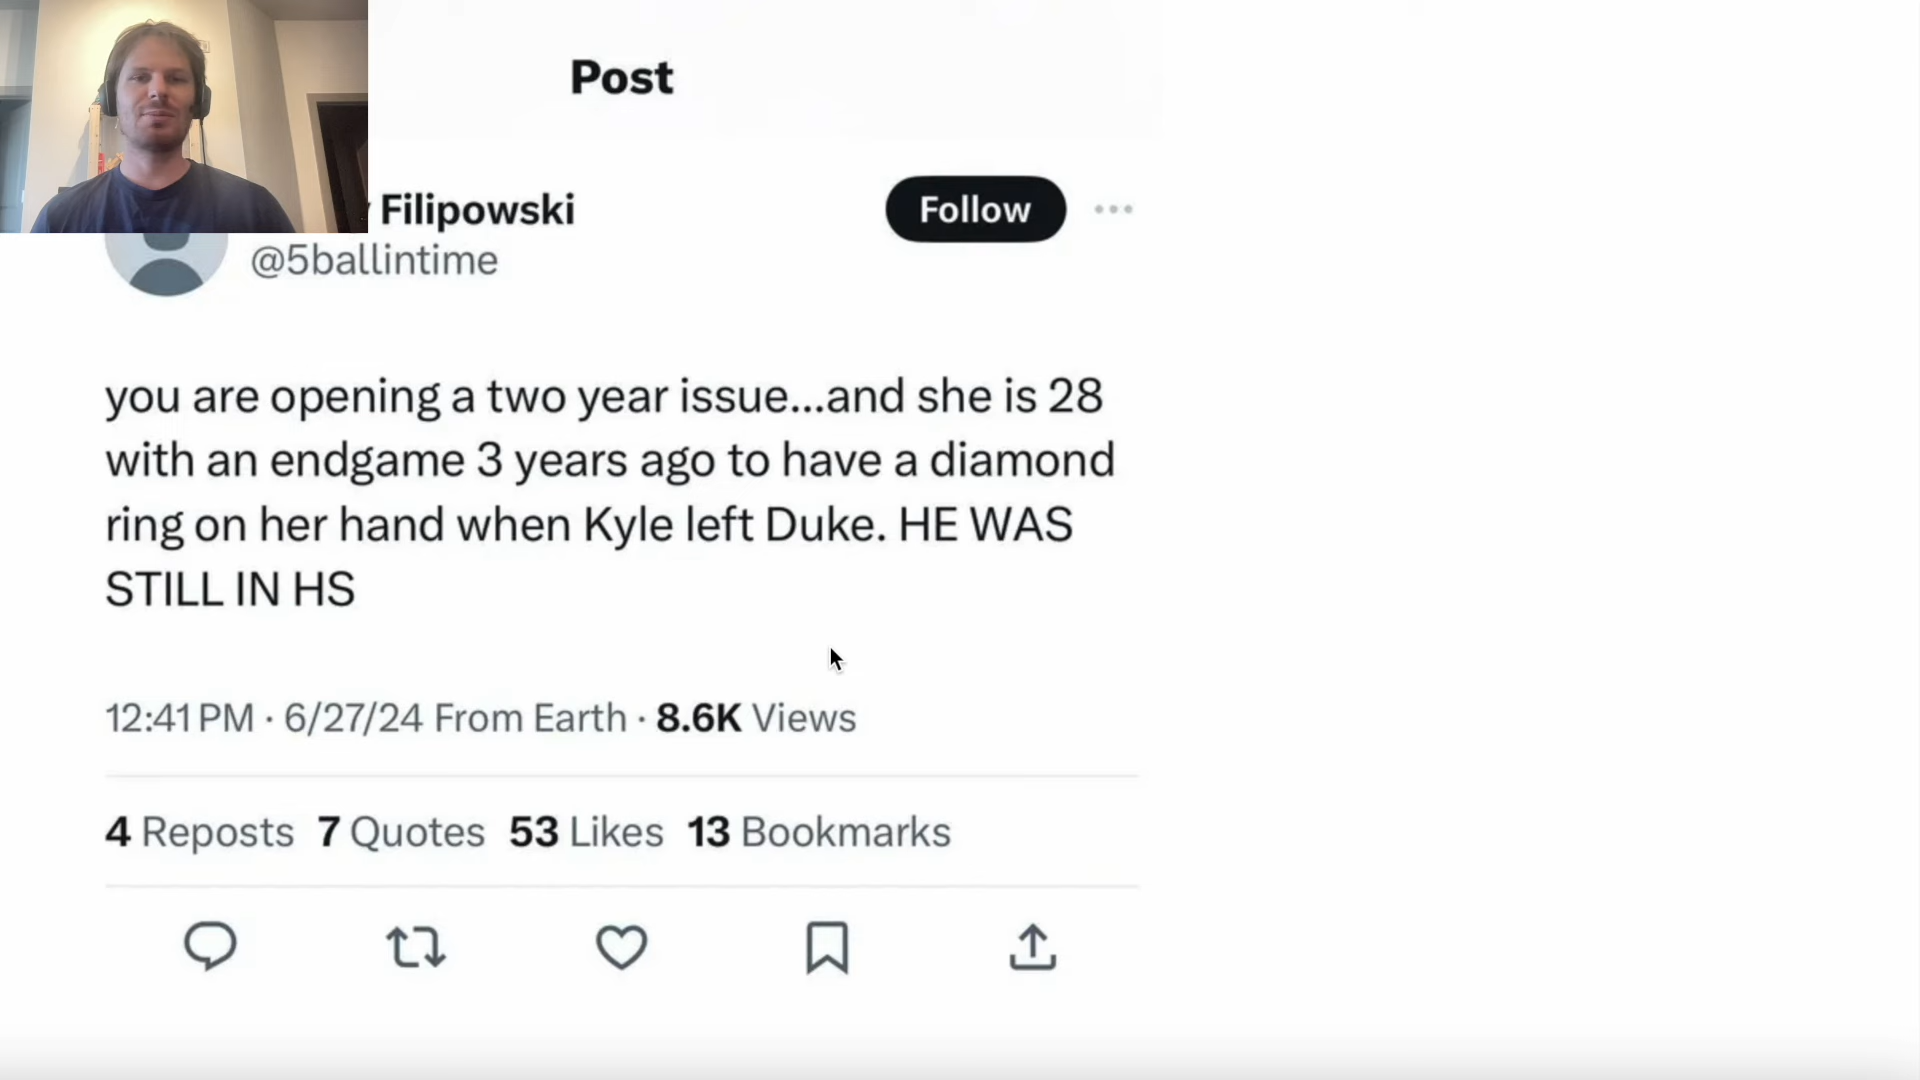 Post
Filipowski
Follow
@5ballintime
you are opening a two year issue...and she is 28
with an endgame 3 years ago to have a diamond
ring on her hand when Kyle left Duke. HE WAS
STILL IN HS
12:41 PM · 6/27/24 From Earth · 8.6K Views
4 Reposts 7 Quotes 53 Likes 13 Bookmarks